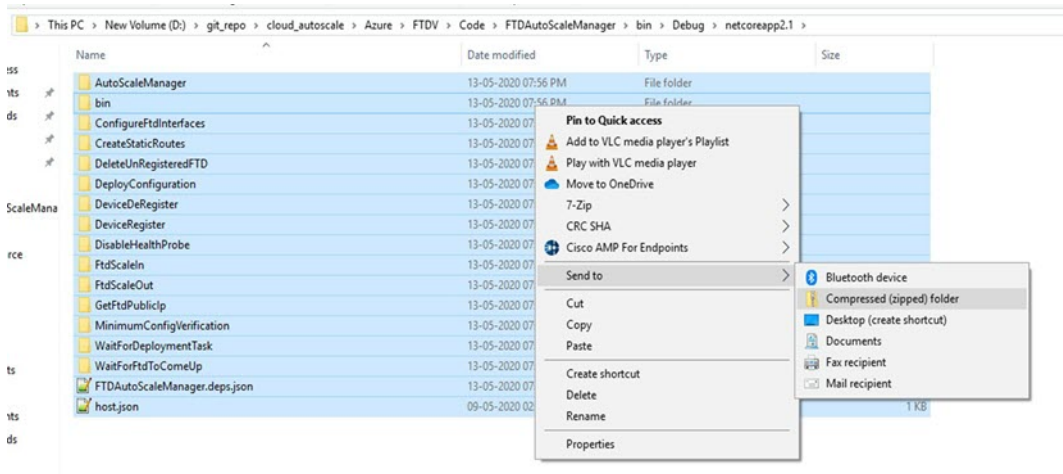 This PC > New Volume (D:) > git_repo > cloud_autoscale > Azure > FTDV > Code > FTDAutoScaleManager > bin > Debug > netcoreapp2.1 >
Name Date modified Type Size
AutoScaleManager 13-05-2020 07:56 PM File folder
bin 13-05-2020 07:56 PM File folder
ConfigureFtdInterfaces 13-05-2020 07
CreateStaticRoutes 13-05-2020 07
DeleteUnRegisteredFTD 13-05-2020 07
DeployConfiguration 13-05-2020 07
DeviceDeRegister 13-05-2020 07
DeviceRegister 13-05-2020 07
DisableHealthProbe 13-05-2020 07
FtdScaleIn 13-05-2020 07
FtdScaleOut 13-05-2020 07
GetFtdPublicIp 13-05-2020 07
MinimumConfigVerification 13-05-2020 07
WaitForDeploymentTask 13-05-2020 07
WaitForFtdToComeUp 13-05-2020 07
FTDAutoScaleManager.deps.json 13-05-2020 07
host.json 09-05-2020 02 1 KB
ess
nts
ds
ScaleMana
rce
ts
nts
ds
Pin to Quick access
Add to VLC media player's Playlist
Play with VLC media player
Move to OneDrive
7-Zip
CRC SHA
Cisco AMP For Endpoints
Send to
Cut
Copy
Paste
Create shortcut
Delete
Rename
Properties
Bluetooth device
Compressed (zipped) folder
Desktop (create shortcut)
Documents
Fax recipient
Mail recipient